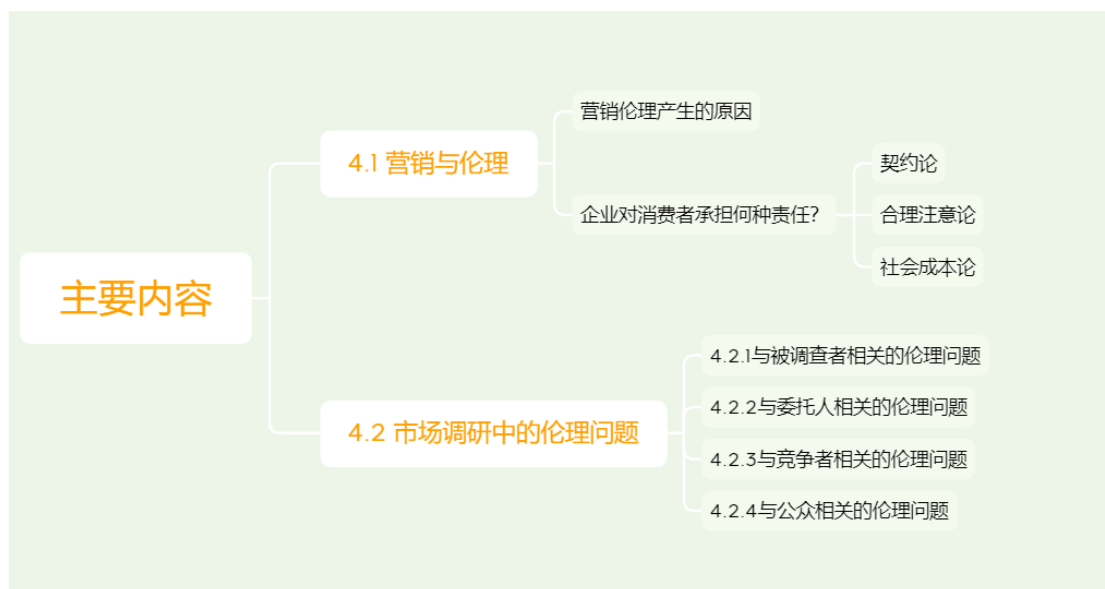 主要内容
4.1 营销与伦理
营销伦理产生的原因
企业对消费者承担何种责任?
契约论
合理注意论
社会成本论
4.2 市场调研中的伦理问题
4.2.1与被调查者相关的伦理问题
4.2.2与委托人相关的伦理问题
4.2.3与竞争者相关的伦理问题
4.2.4与公众相关的伦理问题